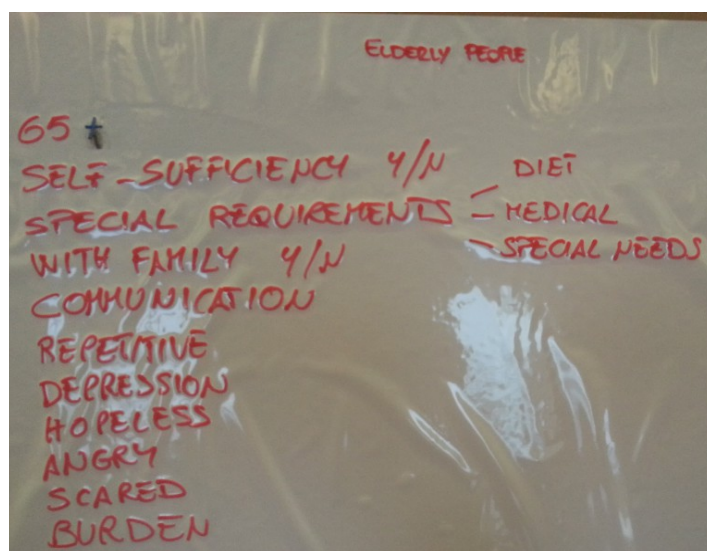 ELDERLY PEOPLE
65 +
SELF-SUFFICIENCY Y/N
SPECIAL REQUIREMENTS - DIET
- MEDICAL
- SPECIAL NEEDS
WITH FAMILY Y/N
COMMUNICATION
REPETITIVE
DEPRESSION
HOPELESS
ANGRY
SCARED
BURDEN